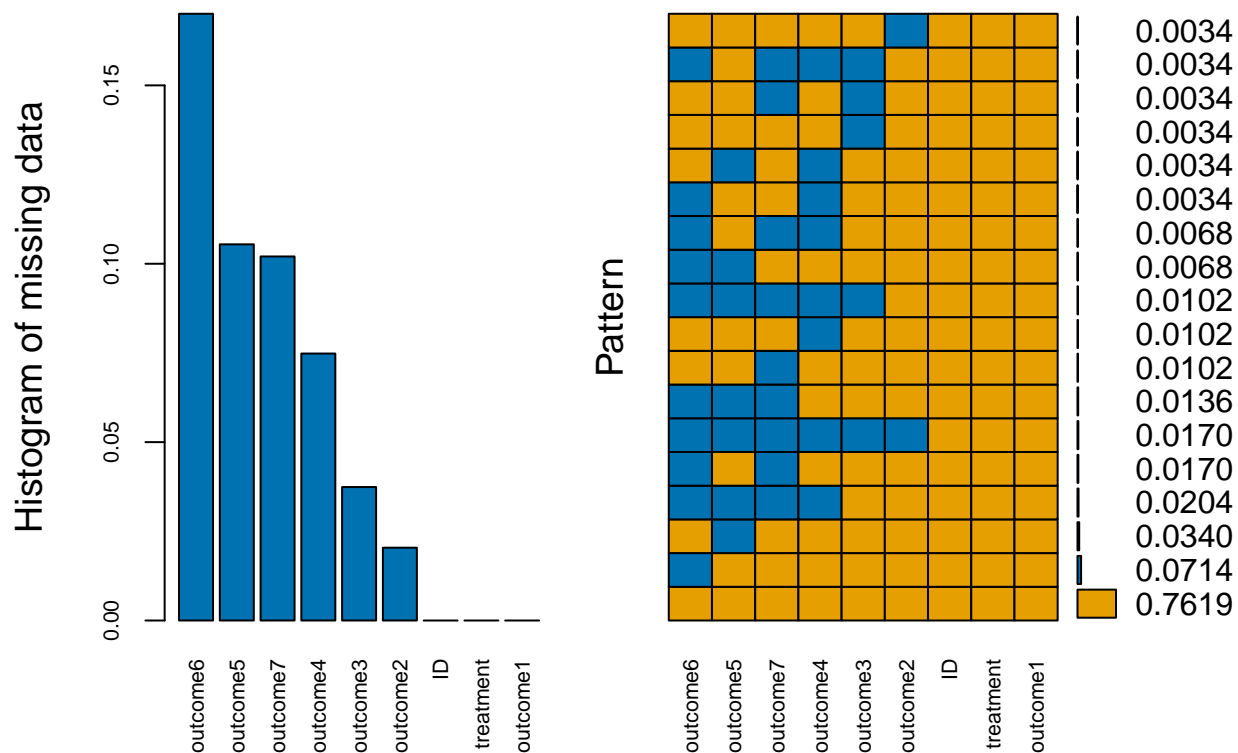 Histogram of missing data
0.15
0.10
0.05
0.00
outcome6
outcome5
outcome7
outcome4
outcome3
outcome2
ID
treatment
outcome1
Pattern
outcome6
outcome5
outcome7
outcome4
outcome3
outcome2
ID
treatment
outcome1
0.0034
0.0034
0.0034
0.0034
0.0034
0.0034
0.0068
0.0068
0.0102
0.0102
0.0102
0.0136
0.0170
0.0170
0.0204
0.0340
0.0714
0.7619